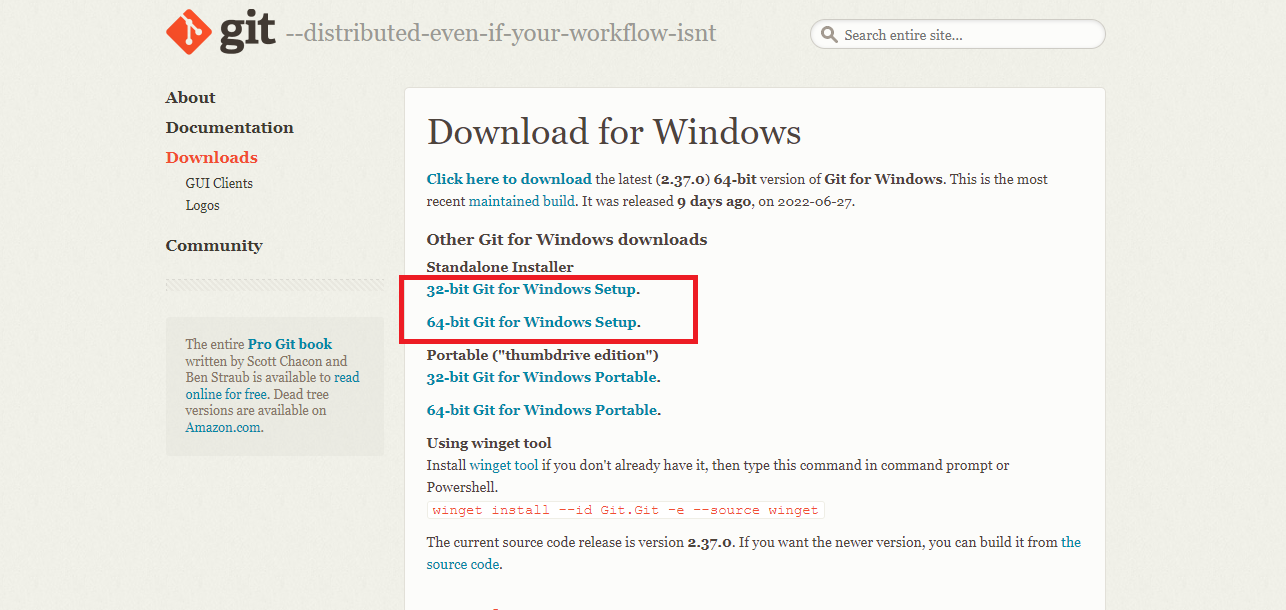 git --distributed-even-if-your-workflow-isnt
Search entire site...
About
Documentation
Downloads
GUI Clients
Logos
Community
The entire Pro Git book
written by Scott Chacon and
Ben Straub is available to read
online for free. Dead tree
versions are available on
Amazon.com.
Download for Windows
Click here to download the latest (2.37.0) 64-bit version of Git for Windows. This is the most
recent maintained build. It was released 9 days ago, on 2022-06-27.
Other Git for Windows downloads
Standalone Installer
32-bit Git for Windows Setup.
64-bit Git for Windows Setup.
Portable ("thumbdrive edition")
32-bit Git for Windows Portable.
64-bit Git for Windows Portable.
Using winget tool
Install winget tool if you don't already have it, then type this command in command prompt or
Powershell.
winget install --id Git.Git -e --source winget
The current source code release is version 2.37.0. If you want the newer version, you can build it from the
source code.